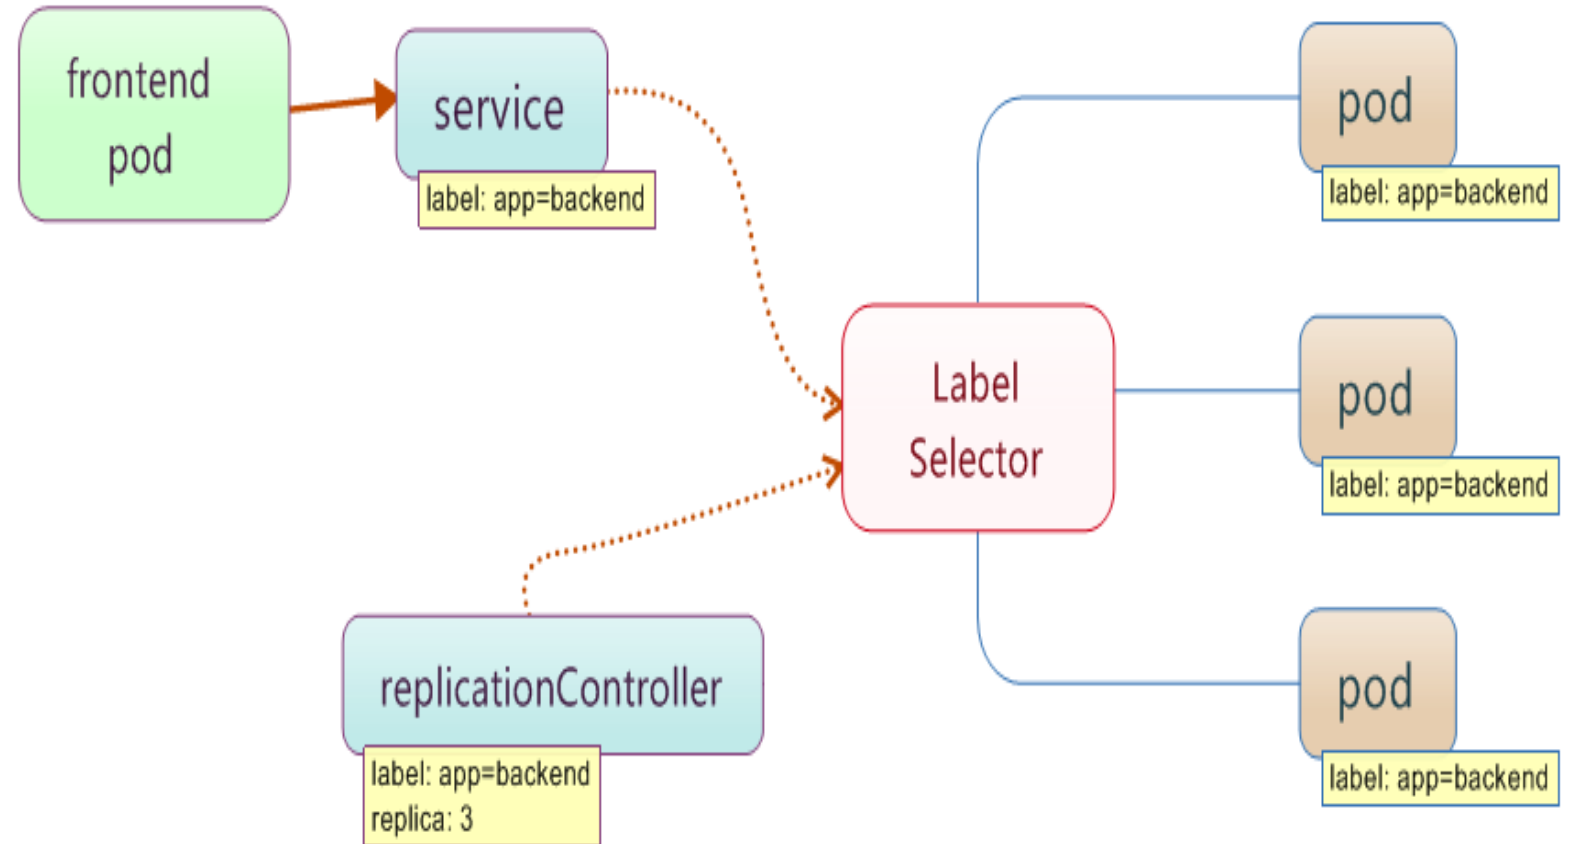 frontend
pod
service
label: app=backend
pod
label: app=backend
Label
Selector
pod
label: app=backend
replicationController
label: app=backend
replica: 3
pod
label: app=backend